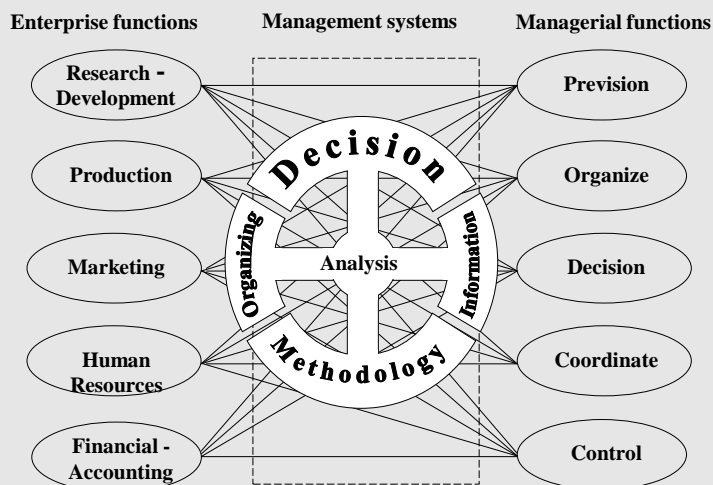 Enterprise functions
Management systems
Managerial functions
Research -
Development
Production
Marketing
Human
Resources
Financial -
Accounting
Decision
Organizing
Analysis
Information
Methodology
Prevision
Organize
Decision
Coordinate
Control